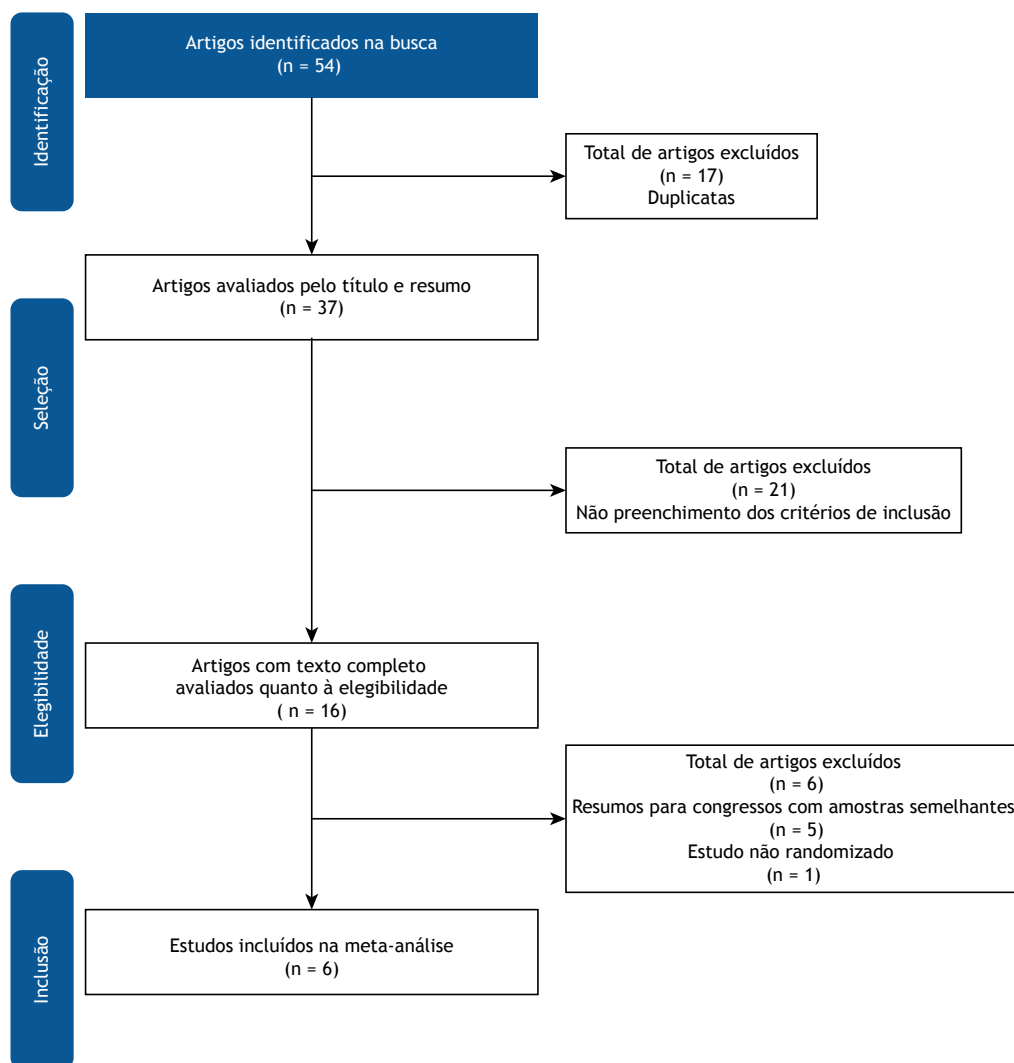 Identificação
Artigos identificados na busca
(n = 54)
Total de artigos excluídos
(n = 17)
Duplicatas
Seleção
Artigos avaliados pelo título e resumo
(n = 37)
Total de artigos excluídos
(n = 21)
Não preenchimento dos critérios de inclusão
Elegibilidade
Artigos com texto completo
avaliados quanto à elegibilidade
( n = 16)
Total de artigos excluídos
(n = 6)
Resumos para congressos com amostras semelhantes
(n = 5)
Estudo não randomizado
(n = 1)
Inclusão
Estudos incluídos na meta-análise
(n = 6)